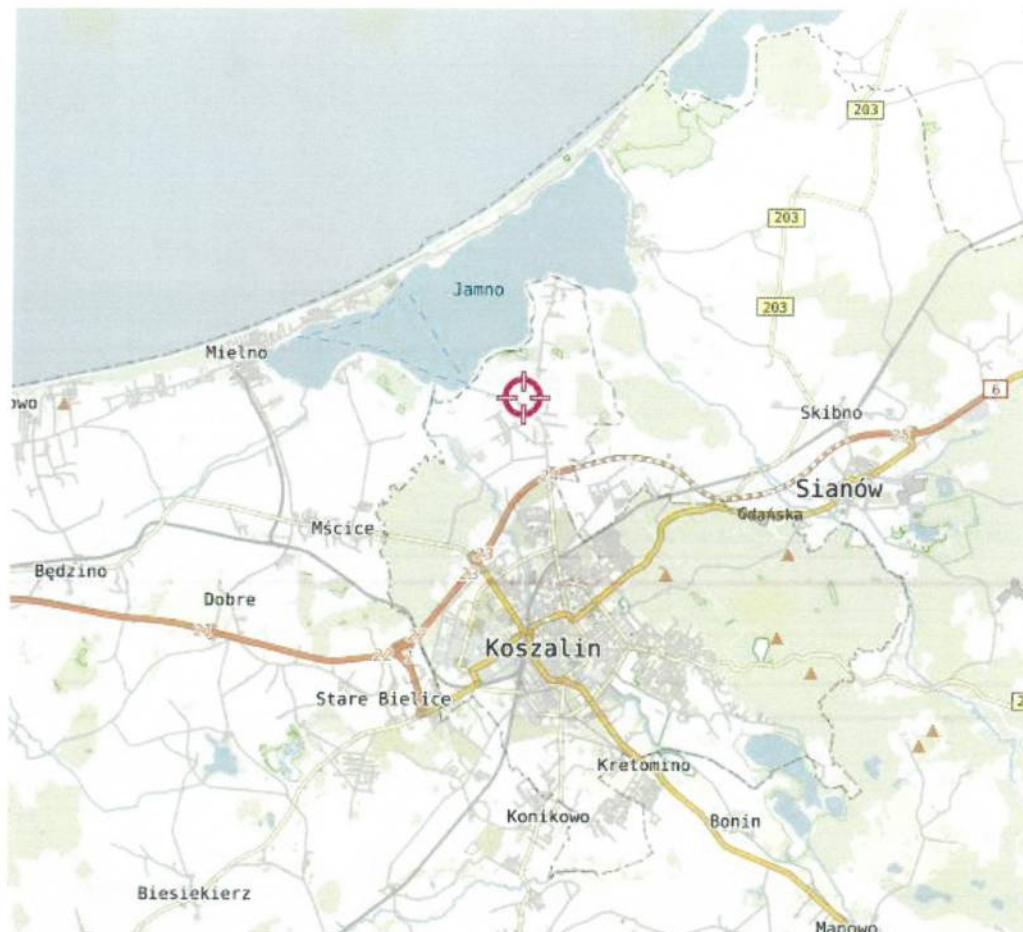 203
203
Jamno
203
Mielno
6
owo
Skibno
Sianów
Gdańska
Mścice
Będzino
Dobre
Koszalin
Stare Bielice
Kretomino
Konikowo
Bonin
Biesiekierz
Manowo